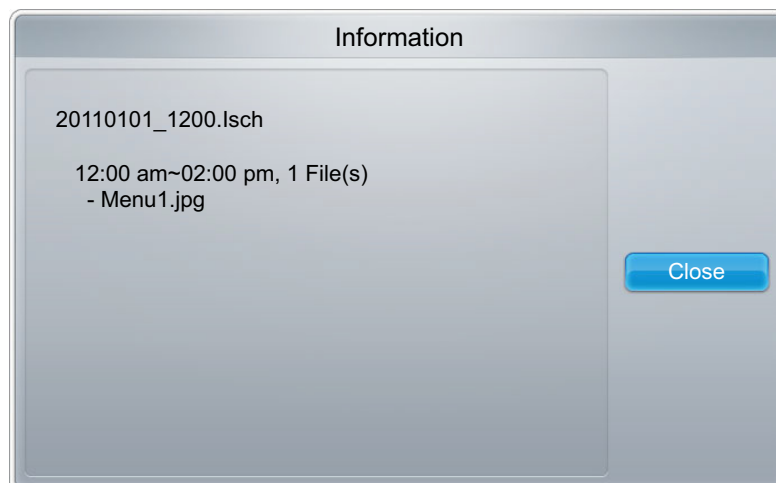 Information
20110101_1200.lsch
12:00 am~02:00 pm, 1 File(s)
- Menu1.jpg
Close